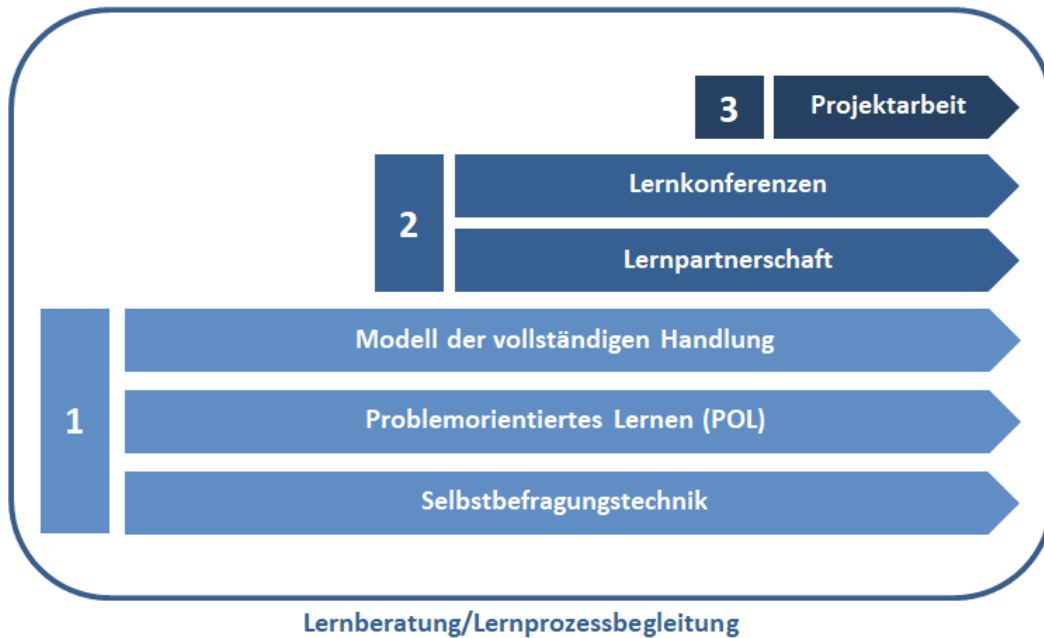 3
Projektarbeit
2
Lernkonferenzen
Lernpartnerschaft
1
Modell der vollständigen Handlung
Problemorientiertes Lernen (POL)
Selbstbefragungstechnik
Lernberatung/Lernprozessbegleitung